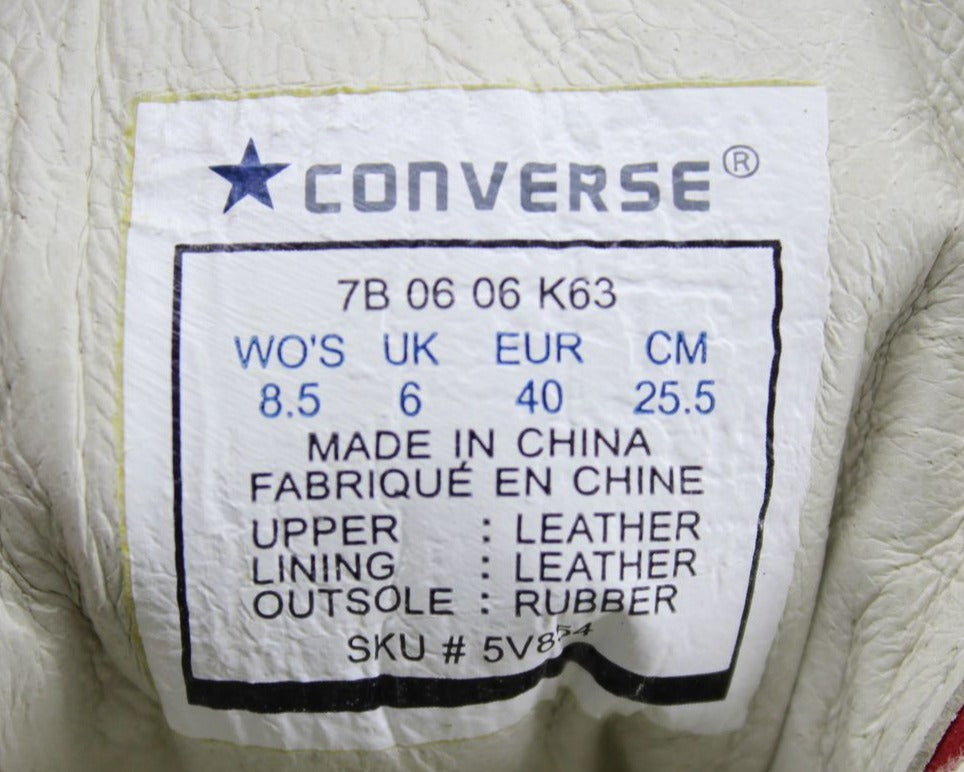 CONVERSE®
7B 06 06 K63
WO'S UK EUR CM
8.5 6 40 25.5
MADE IN CHINA
FABRIQUÉ EN CHINE
UPPER : LEATHER
LINING : LEATHER
OUTSOLE : RUBBER
SKU # 5V854